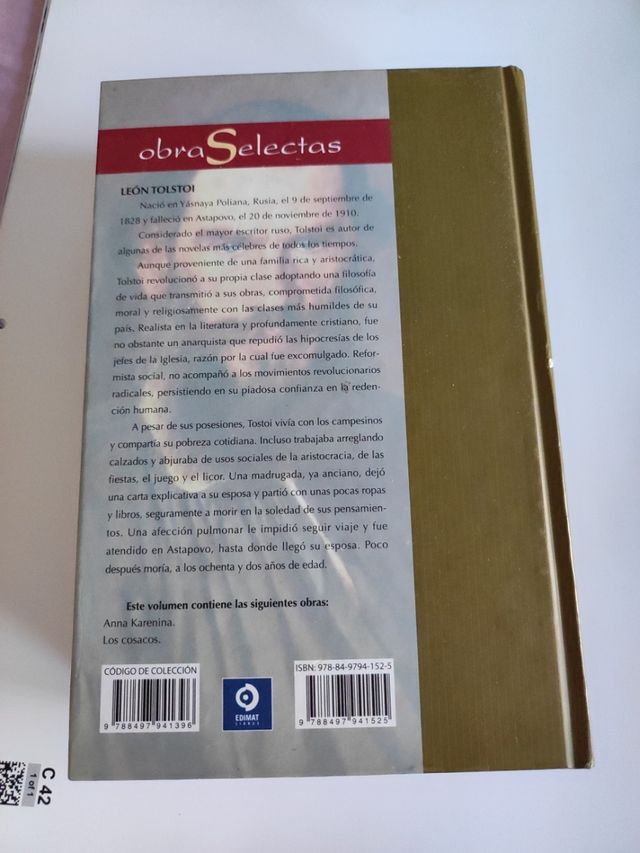 obraSelectas
LEÓN TOLSTOI
Nació en Yásnaya Poliana, Rusia, el 9 de septiembre de
1828 y falleció en Astapovo, el 20 de noviembre de 1910.
Considerado el mayor escritor ruso, Tolstoi es autor de
algunas de las novelas más célebres de todos los tiempos.
Aunque proveniente de una familia rica y aristocrática,
Tolstoi revolucionó a su propia clase adoptando una filosofía
de vida que transmitió a sus obras, comprometida filosófica,
moral y religiosamente con las clases más humildes de su
país. Realista en la literatura y profundamente cristiano, fue
no obstante un anarquista que repudió las hipocresías de los
jefes de la Iglesia, razón por la cual fue excomulgado. Refor-
mista social, no acompañó a los movimientos revolucionarios
radicales, persistiendo en su piadosa confianza en la reden-
ción humana.
A pesar de sus posesiones, Tostoi vivía con los campesinos
y compartía su pobreza cotidiana. Incluso trabajaba arreglando
calzados y abjuraba de usos sociales de la aristocracia, de las
fiestas, el juego y el licor. Una madrugada, ya anciano, dejó
una carta explicativa a su esposa y partió con unas pocas ropas
y libros, seguramente a morir en la soledad de sus pensamien-
tos. Una afección pulmonar le impidió seguir viaje y fue
atendido en Astapovo, hasta donde llegó su esposa. Poco
después moría, a los ochenta y dos años de edad.
Este volumen contiene las siguientes obras:
Anna Karenina.
Los cosacos.
CÓDIGO DE COLECCIÓN
9 788497 941396
EDIMAT
LIBROS
ISBN: 978-84-9794-152-5
9 788497 941525
C 42
1 of 1